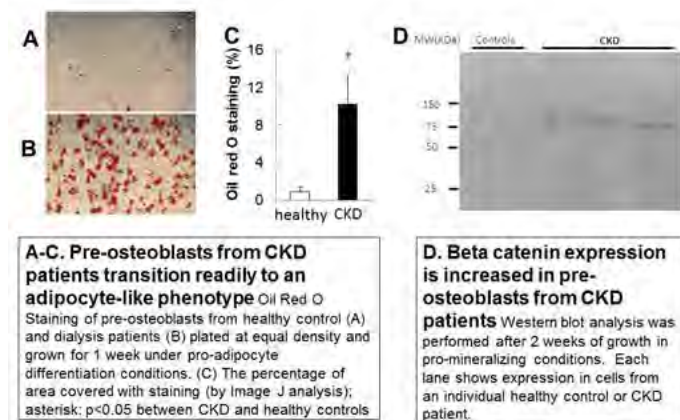 A
B
C
Oil red O staining (%)
16
12
8
4
0
*
healthy
CKD
D
MW(KDa)
Controls
CKD
150
75
50
25
A-C. Pre-osteoblasts from CKD
patients transition readily to an
adipocyte-like phenotype Oil Red O
Staining of pre-osteoblasts from healthy control (A)
and dialysis patients (B) plated at equal density and
grown for 1 week under pro-adipocyte
differentiation conditions. (C) The percentage of
area covered with staining (by Image J analysis);
asterisk: p<0.05 between CKD and healthy controls
D. Beta catenin expression
is increased in pre-
osteoblasts from CKD
patients Western blot analysis was
performed after 2 weeks of growth in
pro-mineralizing conditions. Each
lane shows expression in cells from
an individual healthy control or CKD
patient.